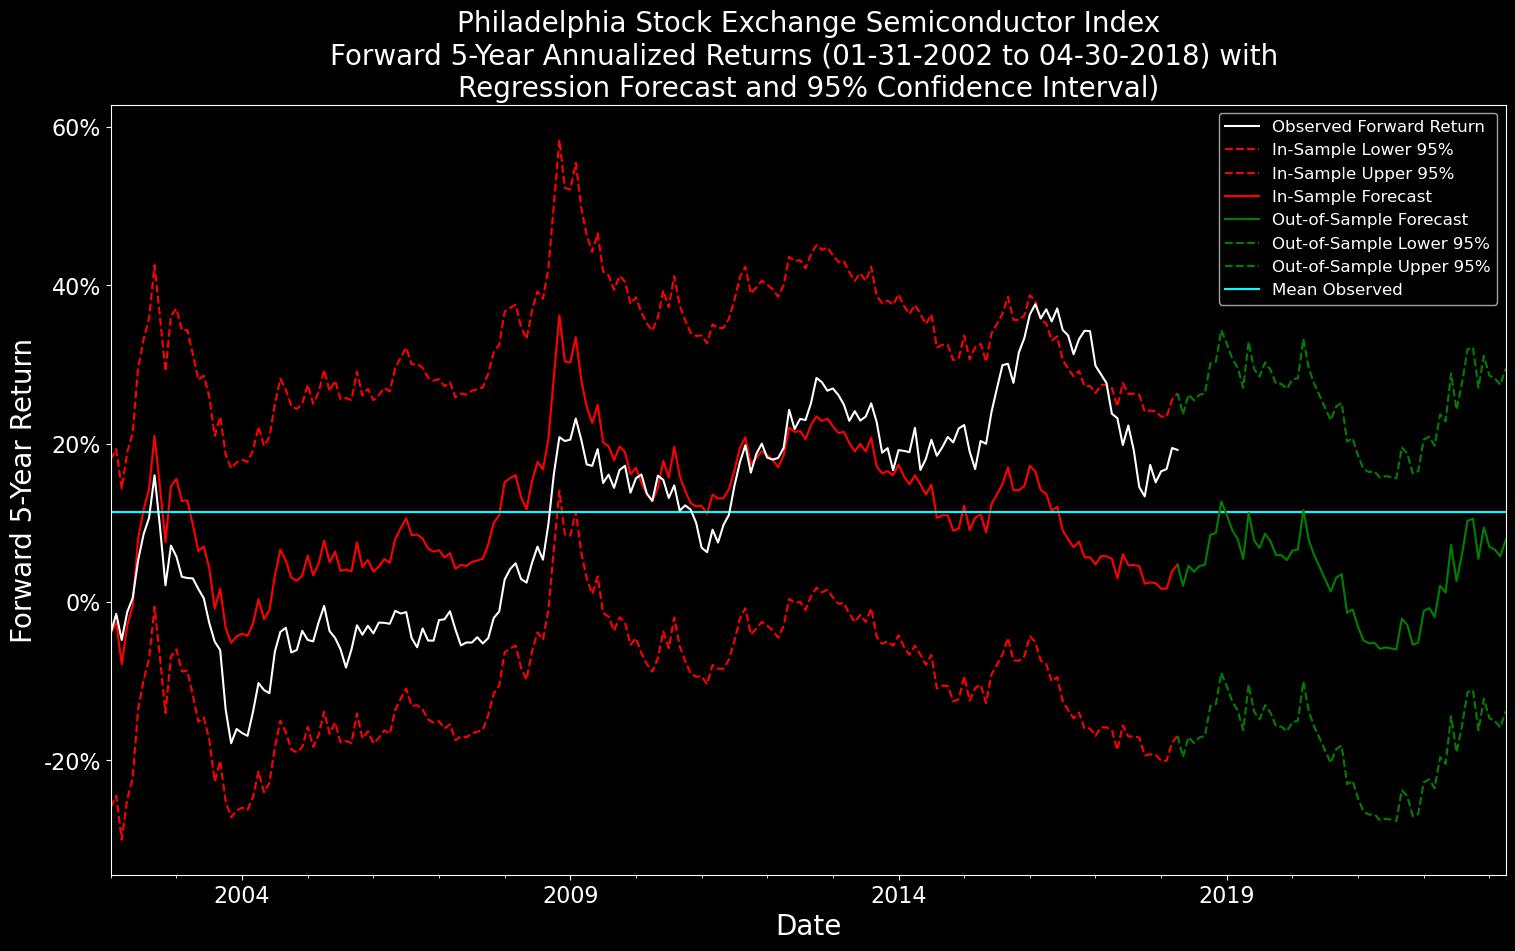 Philadelphia Stock Exchange Semiconductor Index
Forward 5-Year Annualized Returns (01-31-2002 to 04-30-2018) with
Regression Forecast and 95% Confidence Interval)
Forward 5-Year Return
60%
40%
20%
0%
-20%
Observed Forward Return
In-Sample Lower 95%
In-Sample Upper 95%
In-Sample Forecast
Out-of-Sample Forecast
Out-of-Sample Lower 95%
Out-of-Sample Upper 95%
Mean Observed
2004
2009
2014
2019
Date